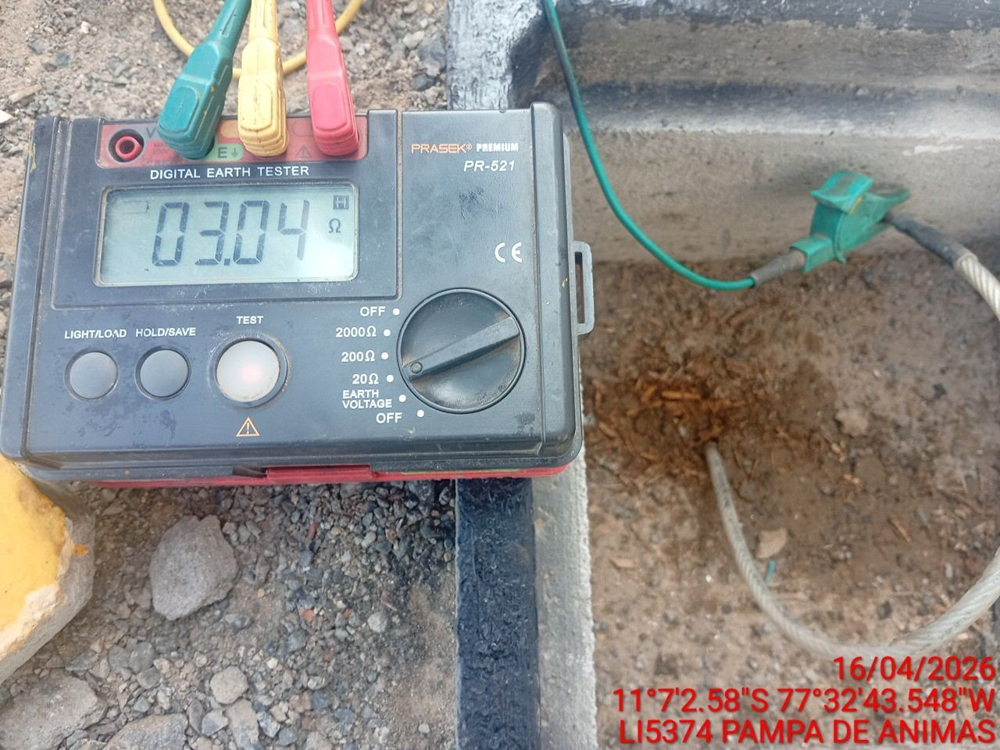 E
DIGITAL EARTH TESTER
PRASEK® PREMIUM
PR-521
03.04
H
Ω
CE
LIGHT/LOAD
HOLD/SAVE
TEST
OFF
2000Ω
200Ω
20Ω
EARTH
VOLTAGE
OFF
16/04/2026
11°7'2.58"S 77°32'43.548"W
LI5374 PAMPA DE ANIMAS